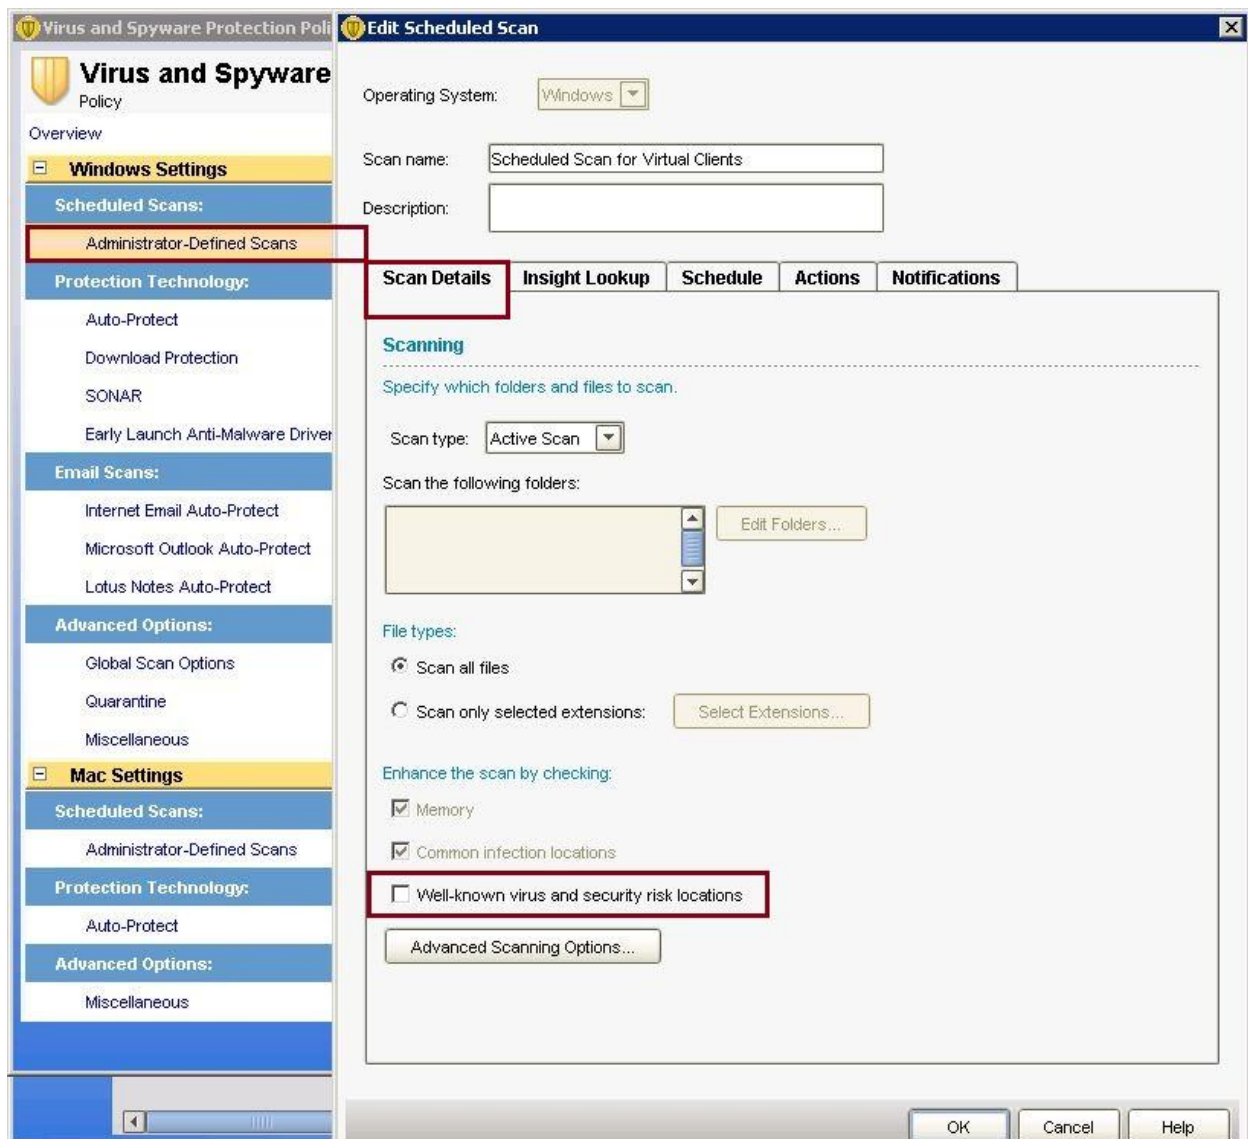 Virus and Spyware Protection Poli
Virus and Spyware
Policy
Overview
Windows Settings
Scheduled Scans:
Administrator-Defined Scans
Protection Technology:
Auto-Protect
Download Protection
SONAR
Early Launch Anti-Malware Driver
Email Scans:
Internet Email Auto-Protect
Microsoft Outlook Auto-Protect
Lotus Notes Auto-Protect
Advanced Options:
Global Scan Options
Quarantine
Miscellaneous
Mac Settings
Scheduled Scans:
Administrator-Defined Scans
Protection Technology:
Auto-Protect
Advanced Options:
Miscellaneous
Edit Scheduled Scan
Operating System: Windows
Scan name: Scheduled Scan for Virtual Clients
Description:
Scan Details Insight Lookup Schedule Actions Notifications
Scanning
Specify which folders and files to scan.
Scan type: Active Scan
Scan the following folders:
Edit Folders...
File types:
Scan all files
Scan only selected extensions: Select Extensions...
Enhance the scan by checking:
Memory
Common infection locations
Well-known virus and security risk locations
Advanced Scanning Options...
OK Cancel Help